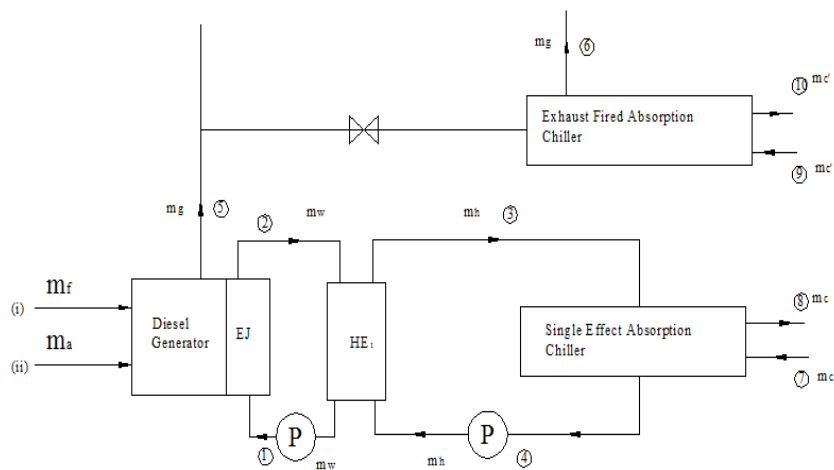 mg
6
10 mc'
Exhaust Fired Absorption
Chiller
9 mc'
mg
5
2
mw
mh
3
mf
(i)
Diesel
Generator
EJ
HE1
Single Effect Absorption
Chiller
8 mc
ma
(ii)
7 mc
P
P
1
mw
mh
4